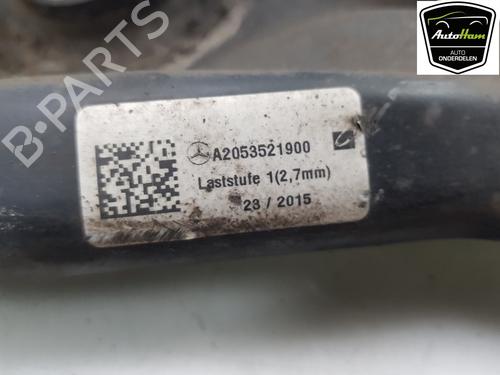 AutoHam
AUTO
ONDERDELEN
B-PARTS
A2053521900
Laststufe 1(2,7mm)
23 / 2015